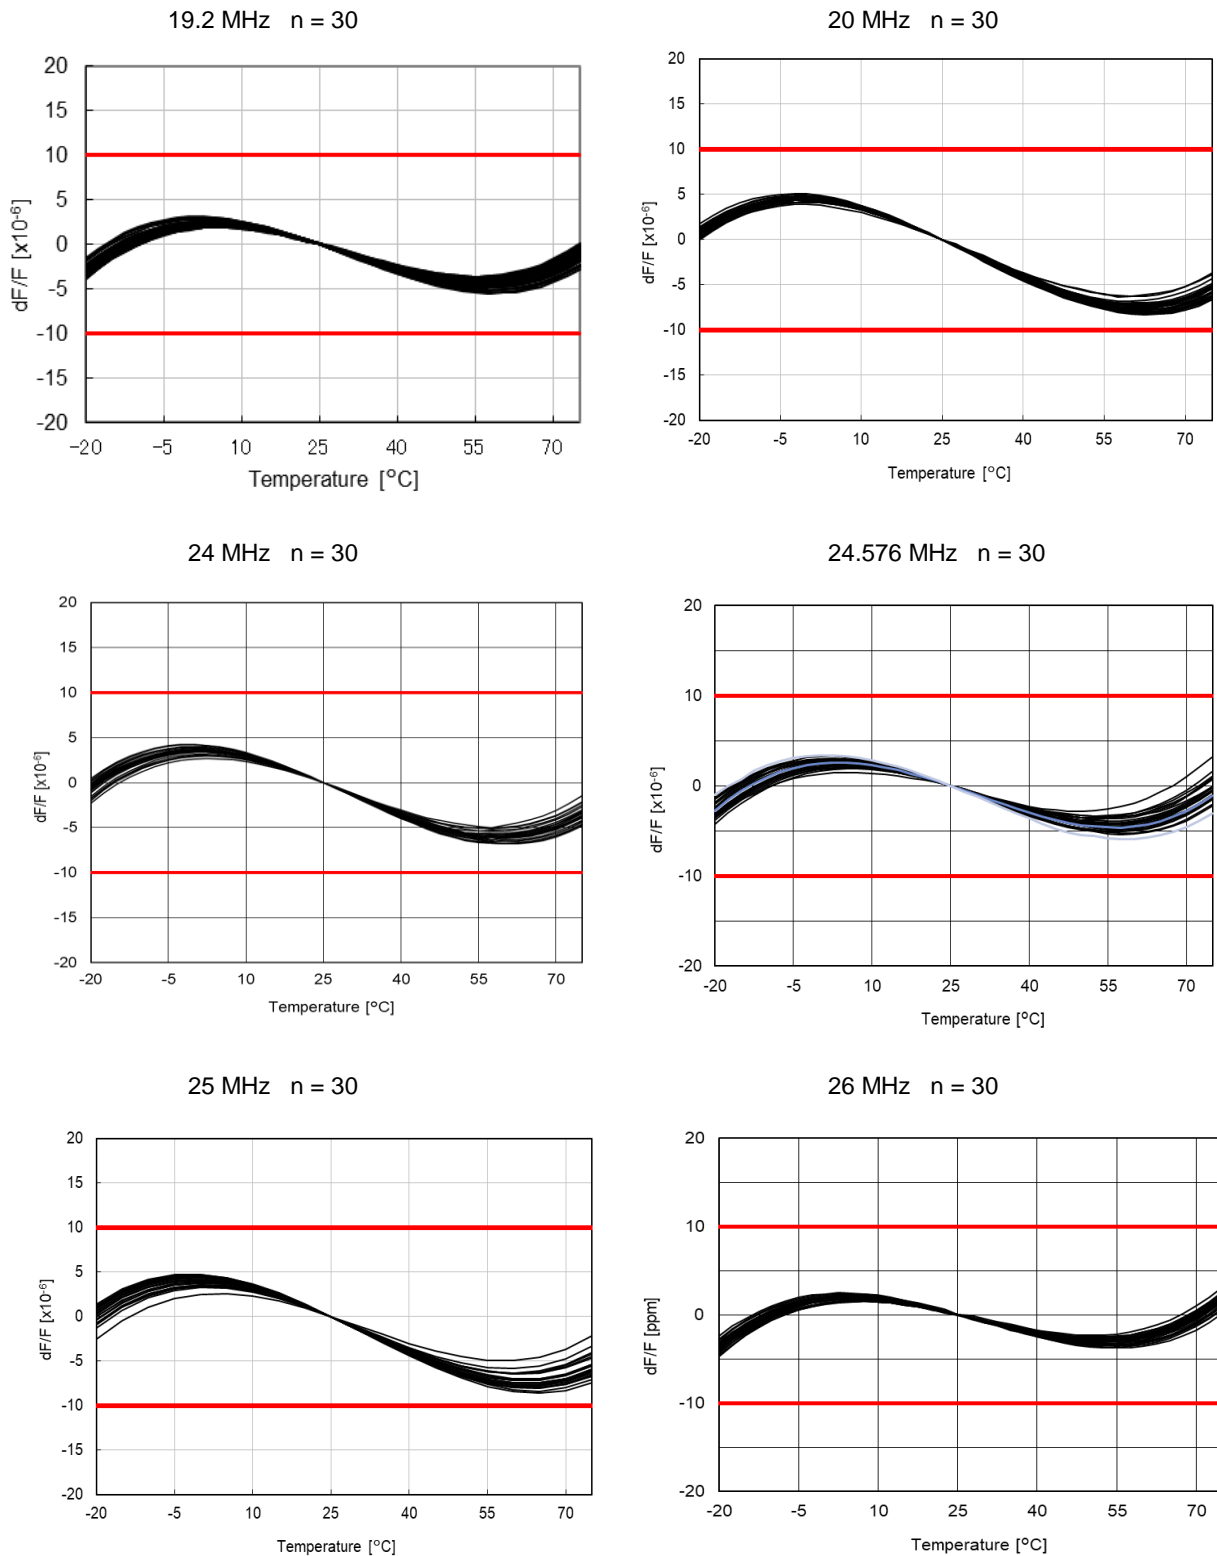 19.2 MHz n = 30
20
15
10
5
0
-5
-10
-15
-20
dF/F [x10-6]
-20 -5 10 25 40 55 70
Temperature [°C]
20 MHz n = 30
20
15
10
5
0
-5
-10
-15
-20
dF/F [x10-6]
-20 -5 10 25 40 55 70
Temperature [°C]
24 MHz n = 30
20
15
10
5
0
-5
-10
-15
-20
dF/F [x10-6]
-20 -5 10 25 40 55 70
Temperature [°C]
24.576 MHz n = 30
20
10
0
-10
-20
dF/F [x10-6]
-20 -5 10 25 40 55 70
Temperature [°C]
25 MHz n = 30
20
15
10
5
0
-5
-10
-15
-20
dF/F [x10-6]
-20 -5 10 25 40 55 70
Temperature [°C]
26 MHz n = 30
20
10
0
-10
-20
dF/F [ppm]
-20 -5 10 25 40 55 70
Temperature [°C]